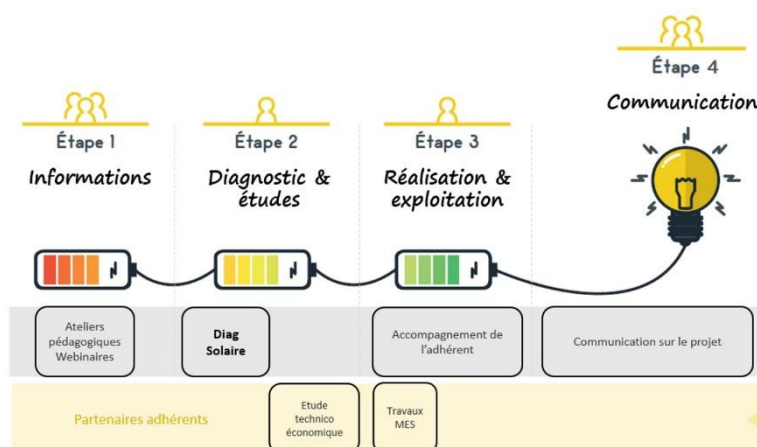 Étape 1
Informations
Étape 2
Diagnostic &
études
Étape 3
Réalisation &
exploitation
Étape 4
Communication
Ateliers
pédagogiques
Webinaires
Diag
Solaire
Accompagnement de
l'adhérent
Communication sur le projet
Partenaires adhérents
Etude
technico
économique
Travaux
MES